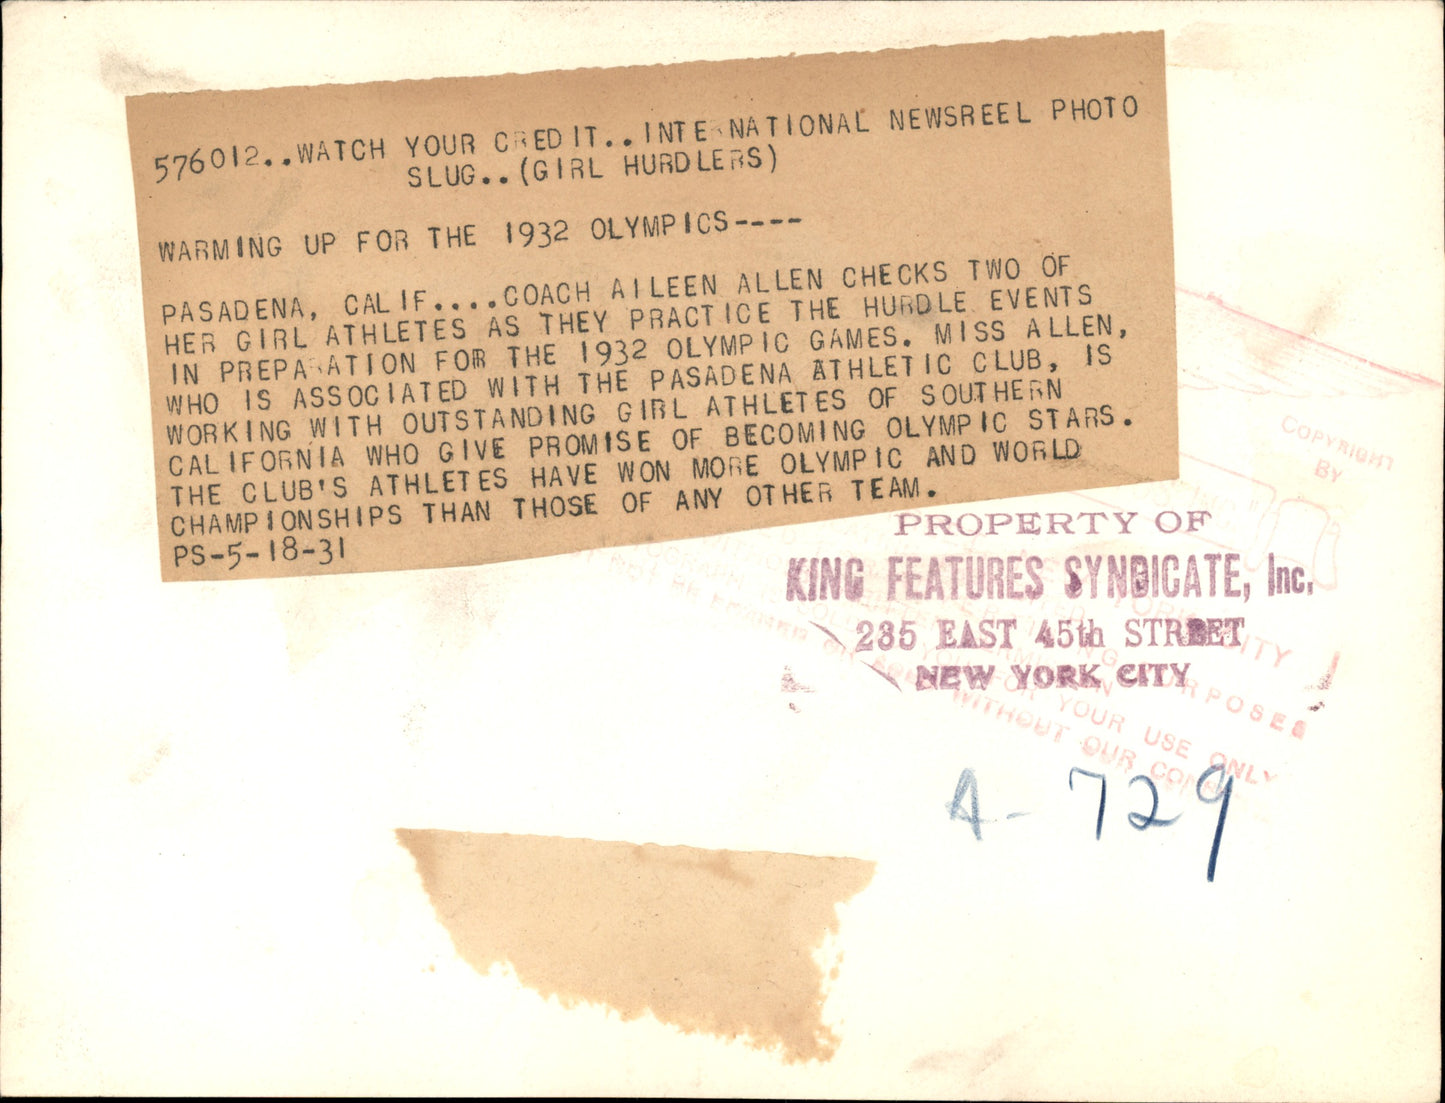 576012..WATCH YOUR CREDIT..INTERNATIONAL NEWSREEL PHOTO
SLUG..(GIRL HURDLERS)
WARMING UP FOR THE 1932 OLYMPICS----
PASADENA, CALIF....COACH AILEEN ALLEN CHECKS TWO OF
HER GIRL ATHLETES AS THEY PRACTICE THE HURDLE EVENTS
IN PREPARATION FOR THE 1932 OLYMPIC GAMES. MISS ALLEN,
WHO IS ASSOCIATED WITH THE PASADENA ATHLETIC CLUB, IS
WORKING WITH OUTSTANDING GIRL ATHLETES OF SOUTHERN
CALIFORNIA WHO GIVE PROMISE OF BECOMING OLYMPIC STARS.
THE CLUB'S ATHLETES HAVE WON MORE OLYMPIC AND WORLD
CHAMPIONSHIPS THAN THOSE OF ANY OTHER TEAM.
PS-5-18-31
COPYRIGHT
BY
PROPERTY OF
KING FEATURES SYNDICATE, Inc.
235 EAST 45th STREET
NEW YORK CITY
YORK CITY
PURPOSES
FOR YOUR USE ONLY
WITHOUT OUR
A- 729